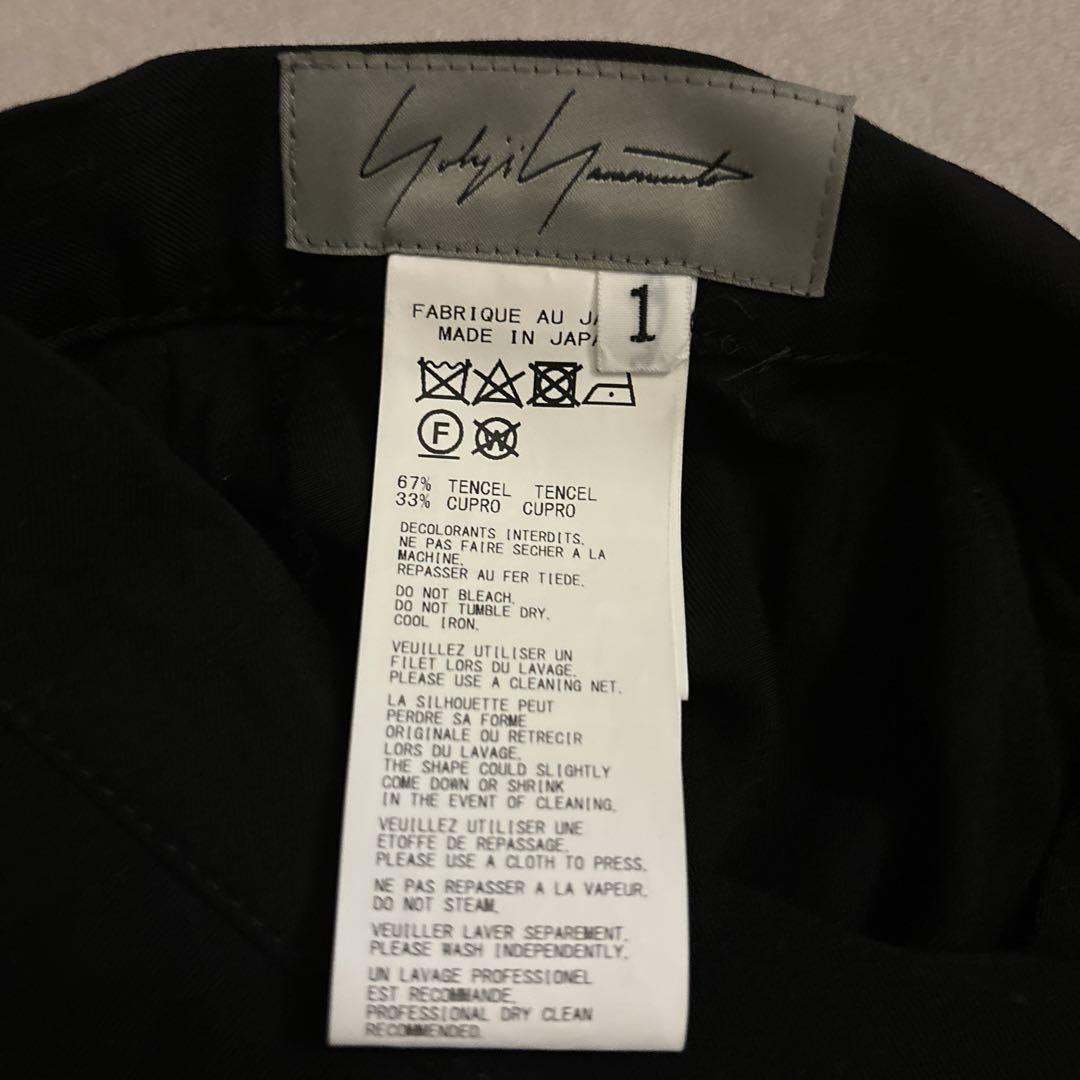 Yohji Yamamoto
FABRIQUE AU JA
MADE IN JAPA
1
F
W
67% TENCEL TENCEL
33% CUPRO CUPRO
DECOLORANTS INTERDITS.
NE PAS FAIRE SECHER A LA
MACHINE.
REPASSER AU FER TIEDE.
DO NOT BLEACH.
DO NOT TUMBLE DRY.
COOL IRON.
VEUILLEZ UTILISER UN
FILET LORS DU LAVAGE.
PLEASE USE A CLEANING NET.
LA SILHOUETTE PEUT
PERDRE SA FORME
ORIGINALE OU RETRECIR
LORS DU LAVAGE.
THE SHAPE COULD SLIGHTLY
COME DOWN OR SHRINK
IN THE EVENT OF CLEANING.
VEUILLEZ UTILISER UNE
ETOFFE DE REPASSAGE.
PLEASE USE A CLOTH TO PRESS.
NE PAS REPASSER A LA VAPEUR.
DO NOT STEAM.
VEUILLER LAVER SEPAREMENT.
PLEASE WASH INDEPENDENTLY.
UN LAVAGE PROFESSIONEL
EST RECOMMANDE.
PROFESSIONAL DRY CLEAN
RECOMMENDED.